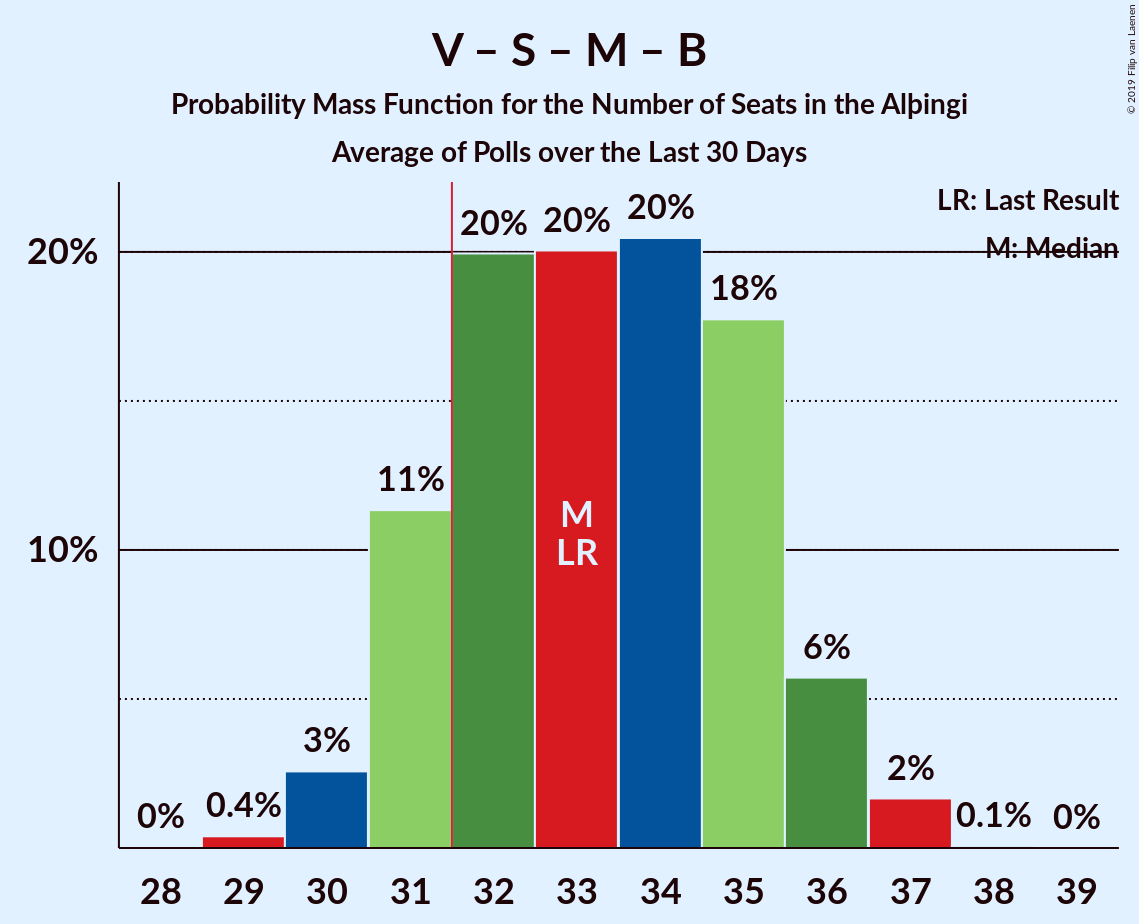 V – S – M – B
Probability Mass Function for the Number of Seats in the Alþingi
Average of Polls over the Last 30 Days
© 2019 Filip van Laenen
LR: Last Result
M: Median
20%
10%
0%
0.4%
3%
11%
20%
20%
20%
18%
6%
2%
0.1%
0%
M
LR
28 29 30 31 32 33 34 35 36 37 38 39